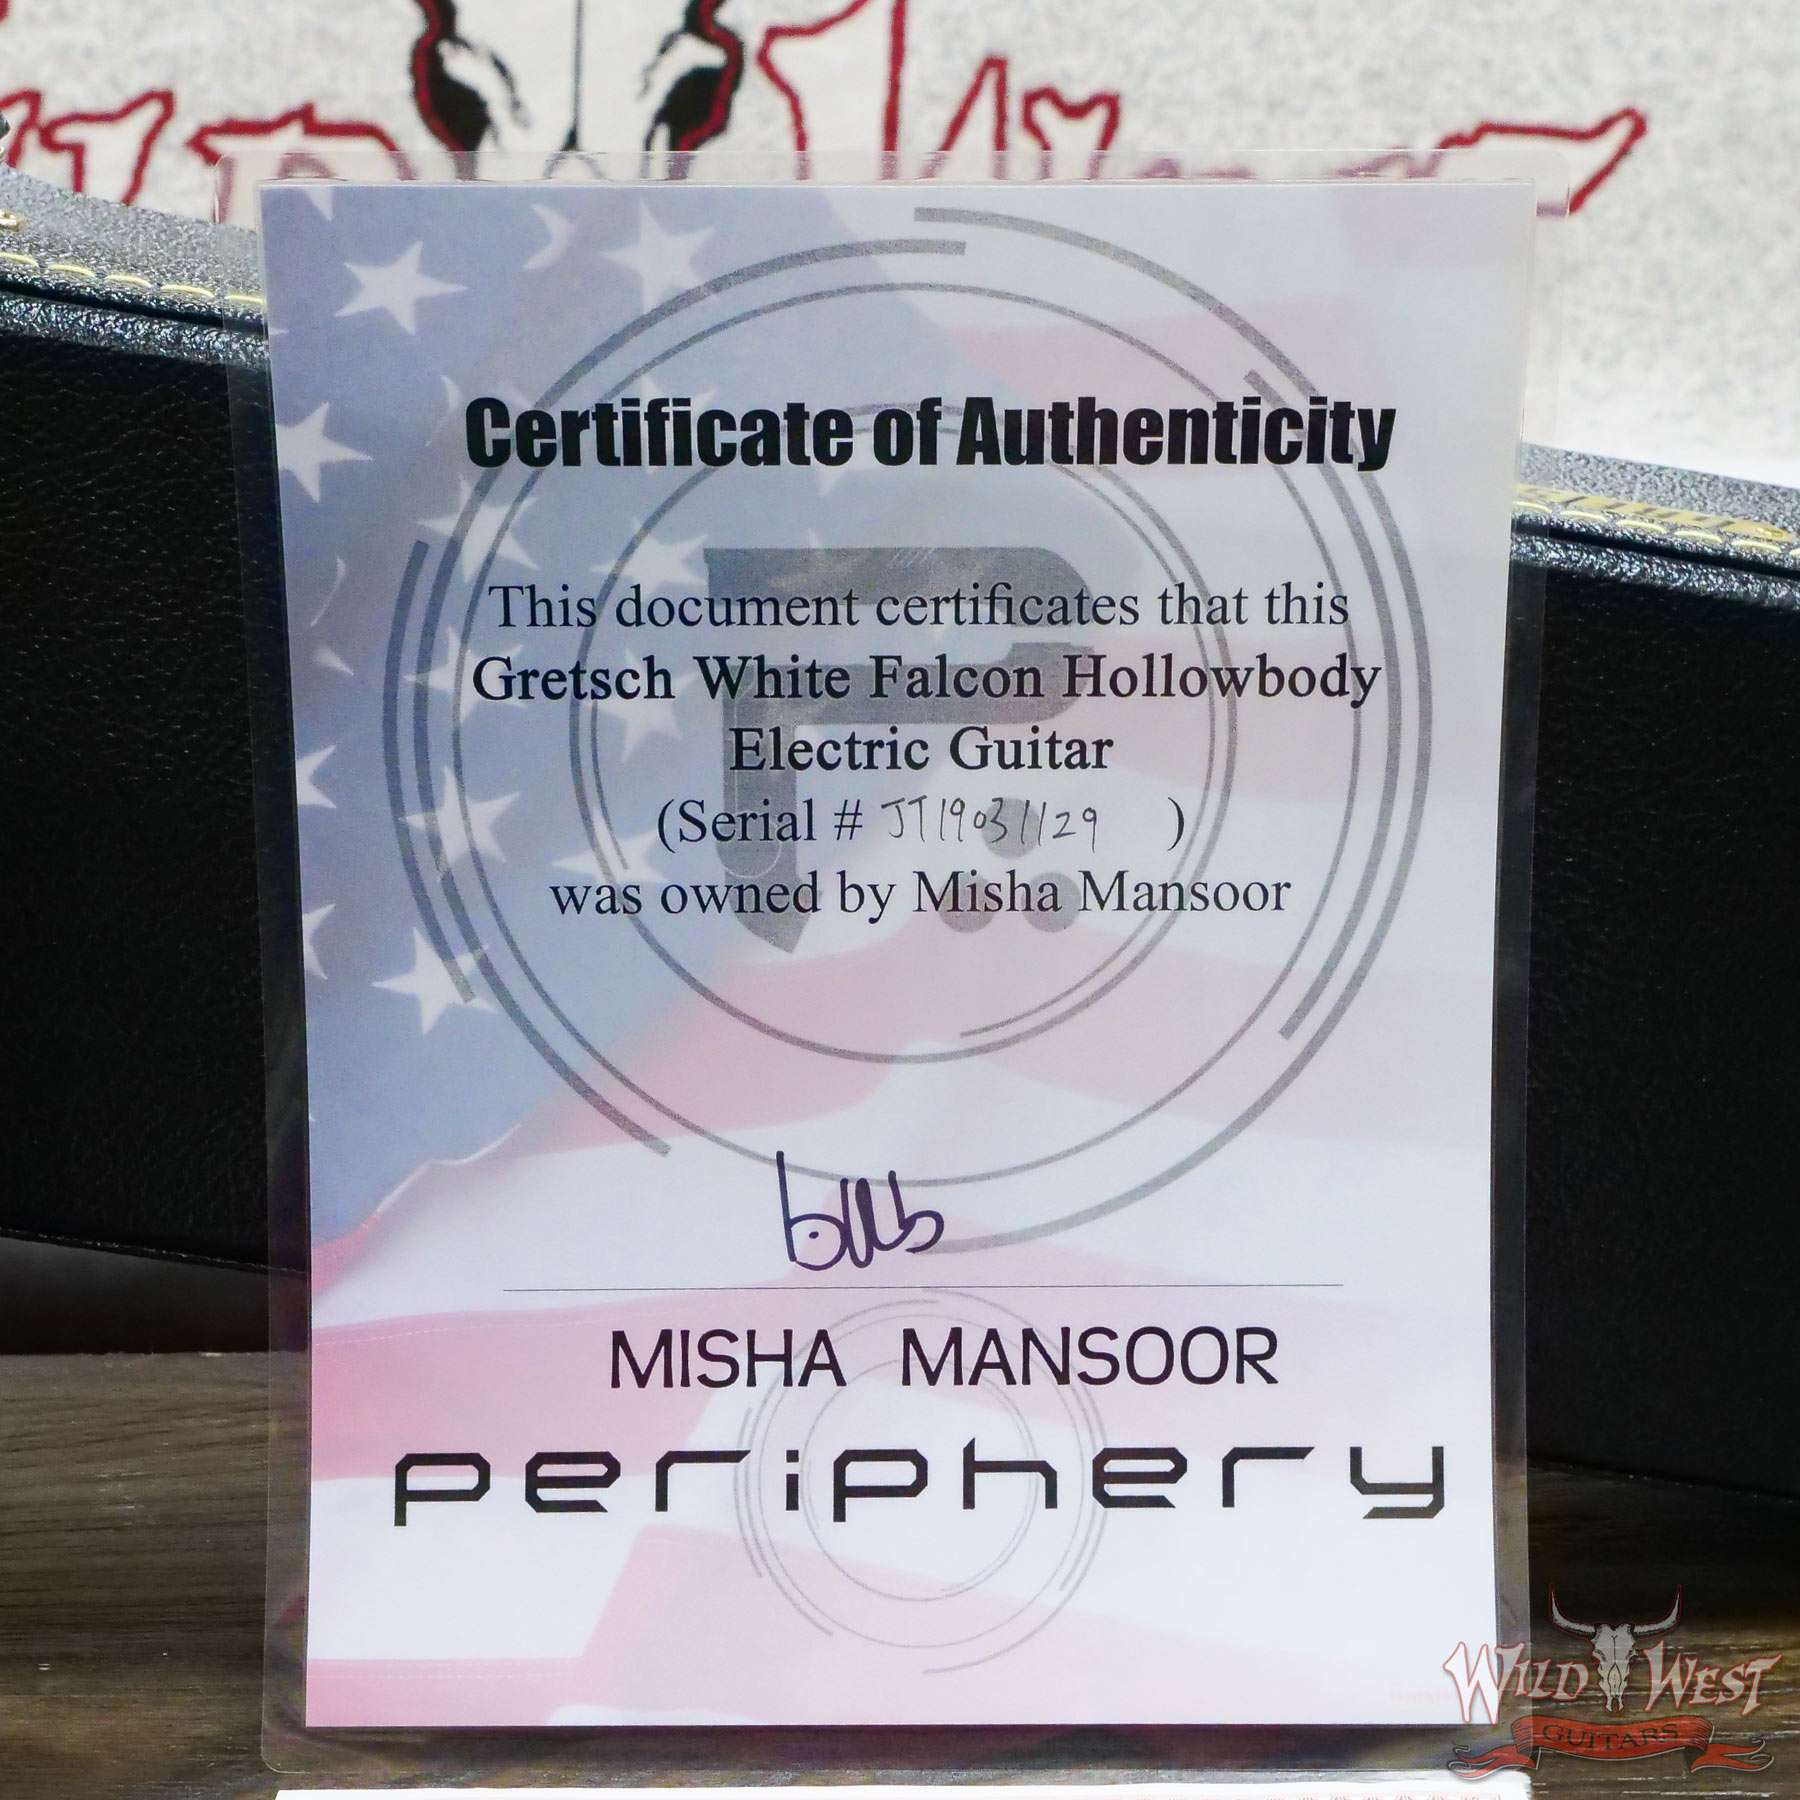 Certificate of Authenticity
This document certificates that this
Gretsch White Falcon Hollowbody
Electric Guitar
(Serial # JT19031129 )
was owned by Misha Mansoor
MISHA MANSOOR
periphery
WILD WEST
GUITARS